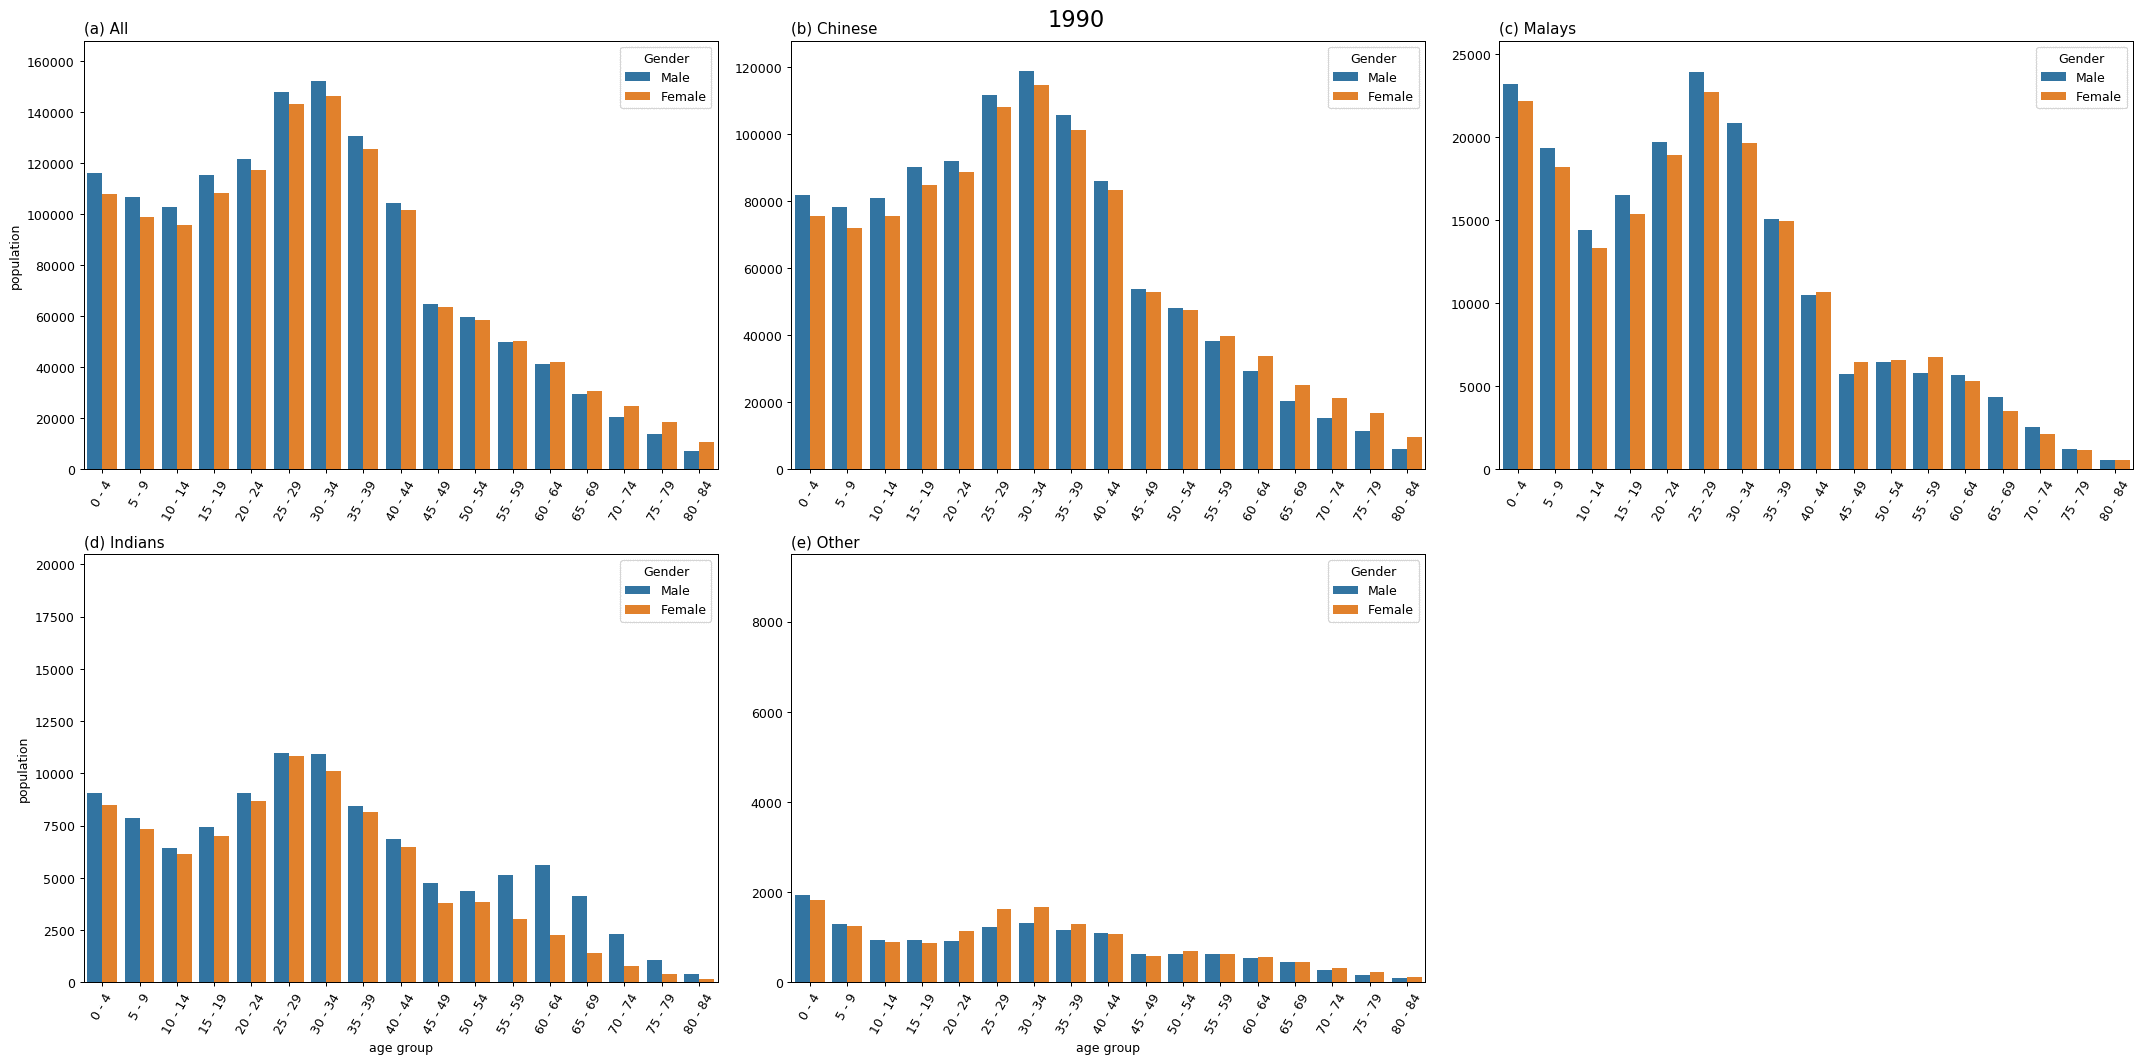 1990
(a) All
160000
140000
120000
100000
80000
60000
40000
20000
0
population
Gender
Male
Female
0 - 4
5 - 9
10 - 14
15 - 19
20 - 24
25 - 29
30 - 34
35 - 39
40 - 44
45 - 49
50 - 54
55 - 59
60 - 64
65 - 69
70 - 74
75 - 79
80 - 84
(b) Chinese
120000
100000
80000
60000
40000
20000
0
Gender
Male
Female
0 - 4
5 - 9
10 - 14
15 - 19
20 - 24
25 - 29
30 - 34
35 - 39
40 - 44
45 - 49
50 - 54
55 - 59
60 - 64
65 - 69
70 - 74
75 - 79
80 - 84
(c) Malays
25000
20000
15000
10000
5000
0
Gender
Male
Female
0 - 4
5 - 9
10 - 14
15 - 19
20 - 24
25 - 29
30 - 34
35 - 39
40 - 44
45 - 49
50 - 54
55 - 59
60 - 64
65 - 69
70 - 74
75 - 79
80 - 84
(d) Indians
20000
17500
15000
12500
10000
7500
5000
2500
0
population
Gender
Male
Female
0 - 4
5 - 9
10 - 14
15 - 19
20 - 24
25 - 29
30 - 34
35 - 39
40 - 44
45 - 49
50 - 54
55 - 59
60 - 64
65 - 69
70 - 74
75 - 79
80 - 84
age group
(e) Other
8000
6000
4000
2000
0
Gender
Male
Female
0 - 4
5 - 9
10 - 14
15 - 19
20 - 24
25 - 29
30 - 34
35 - 39
40 - 44
45 - 49
50 - 54
55 - 59
60 - 64
65 - 69
70 - 74
75 - 79
80 - 84
age group